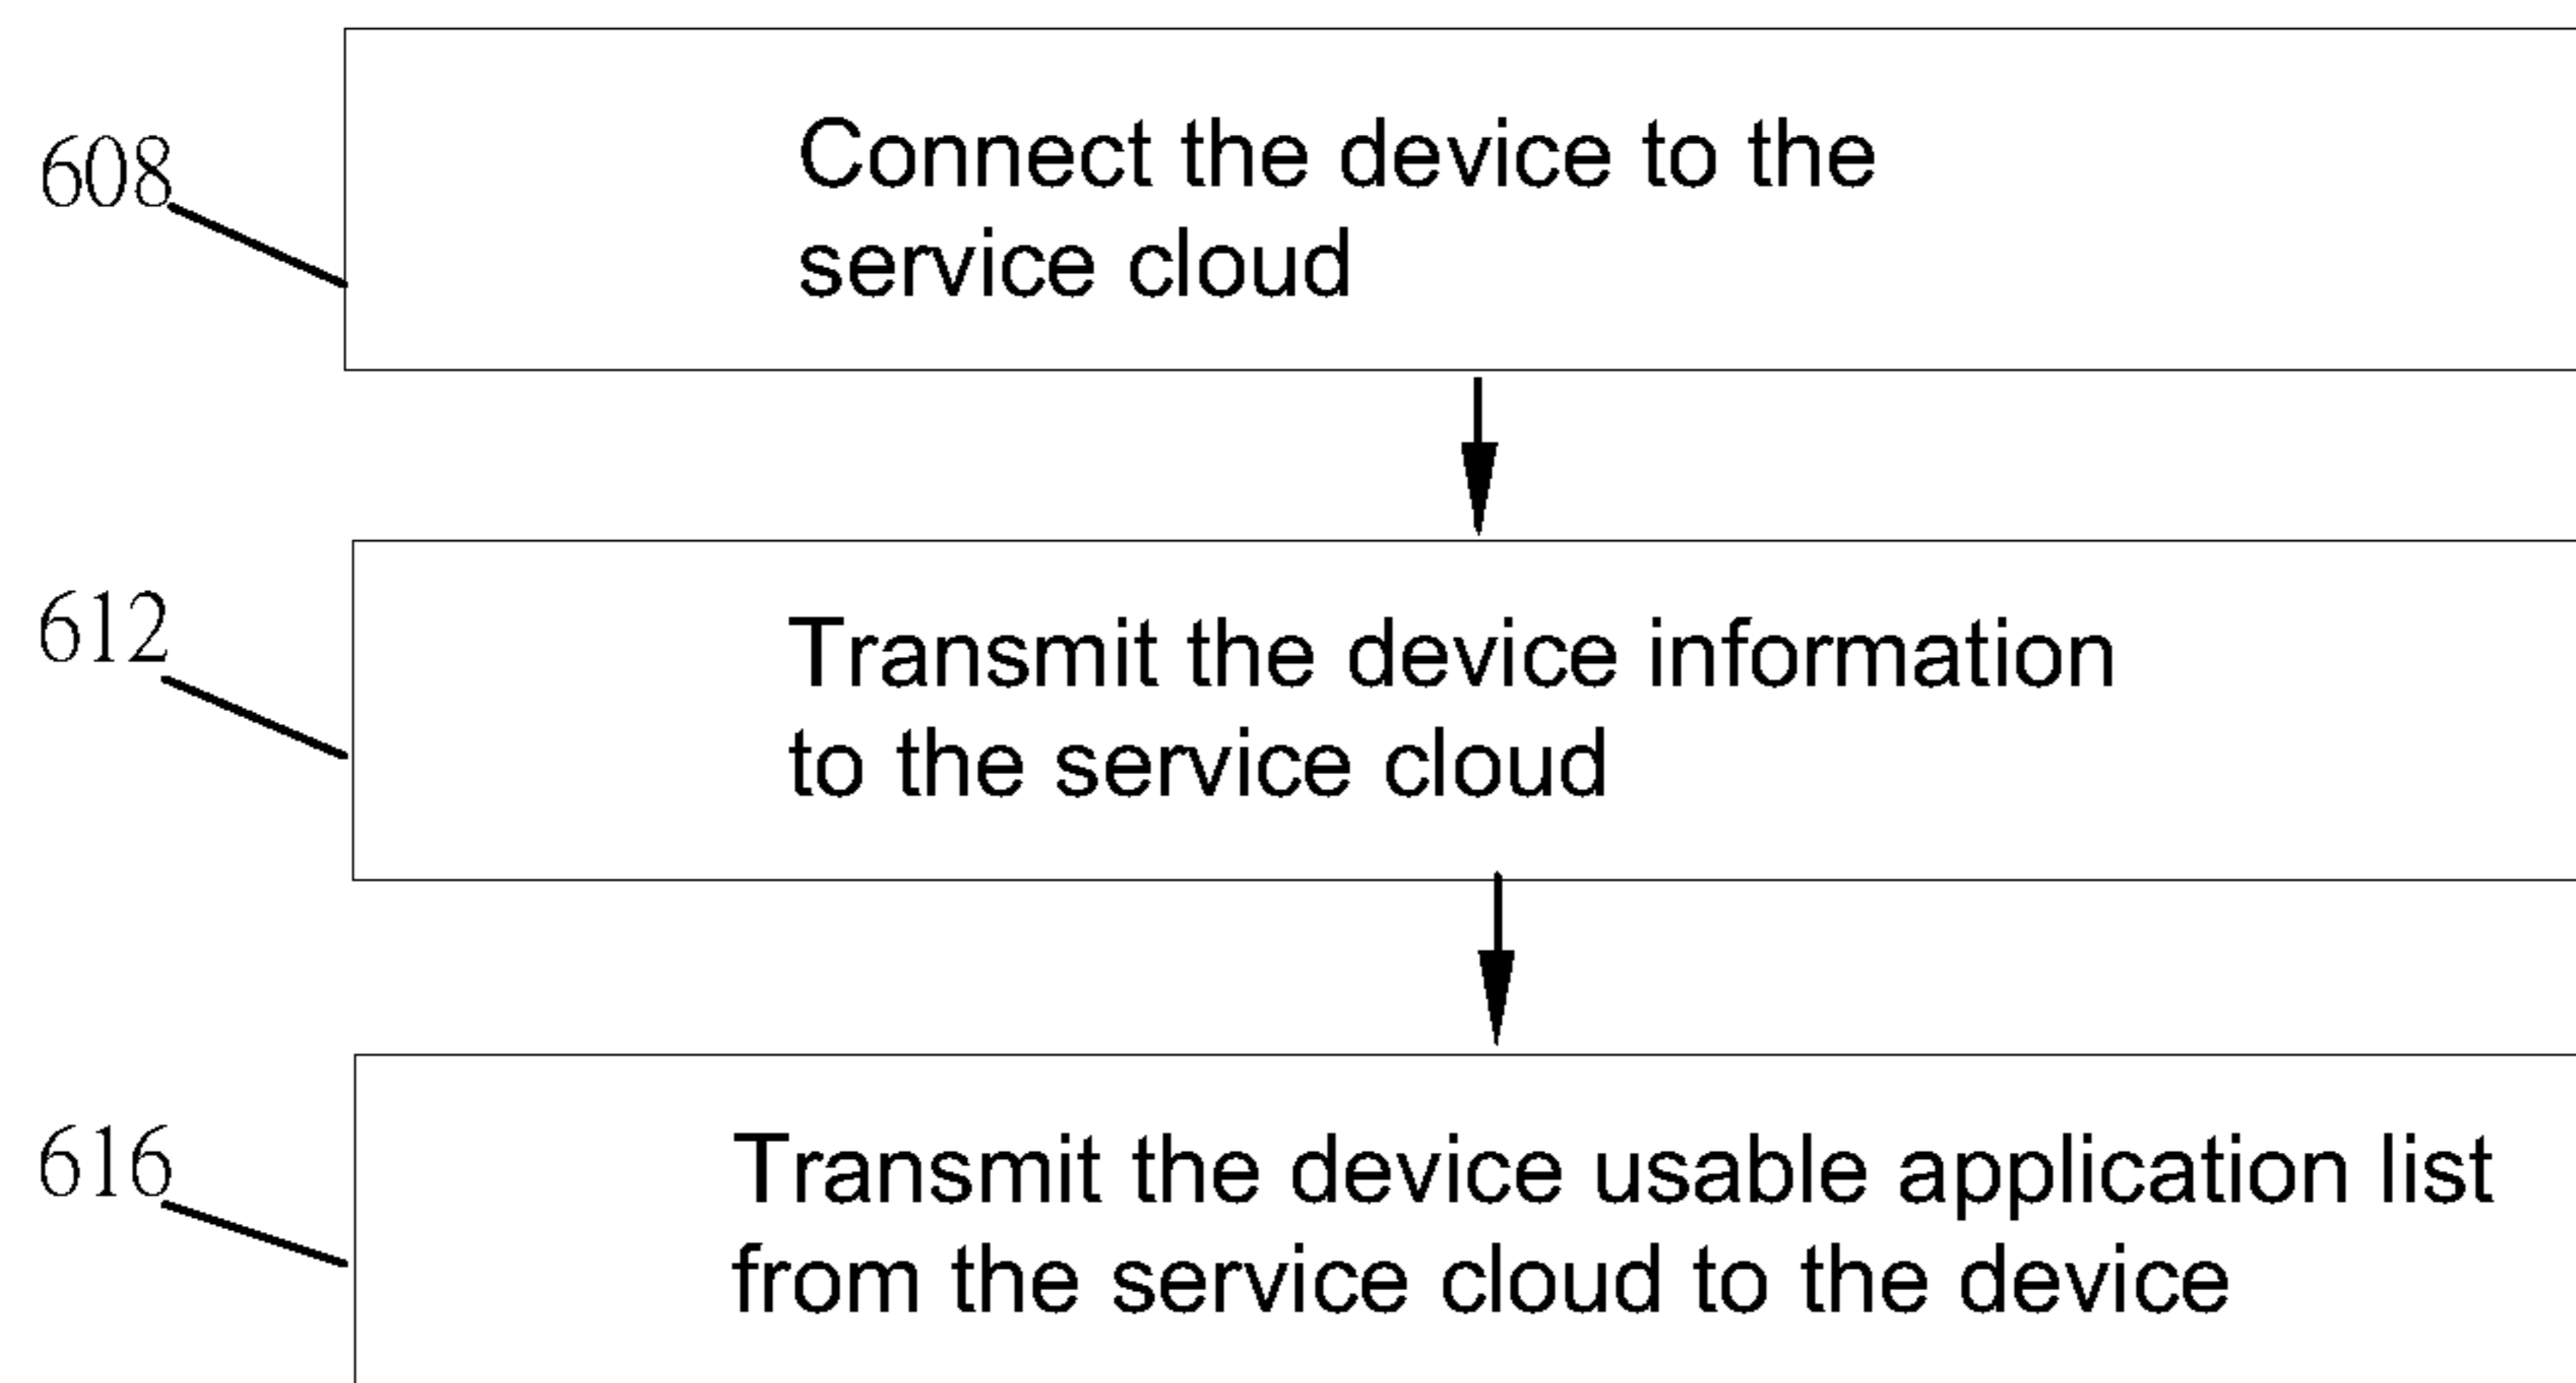 608
Connect the device to the
service cloud
612
Transmit the device information
to the service cloud
616
Transmit the device usable application list
from the service cloud to the device